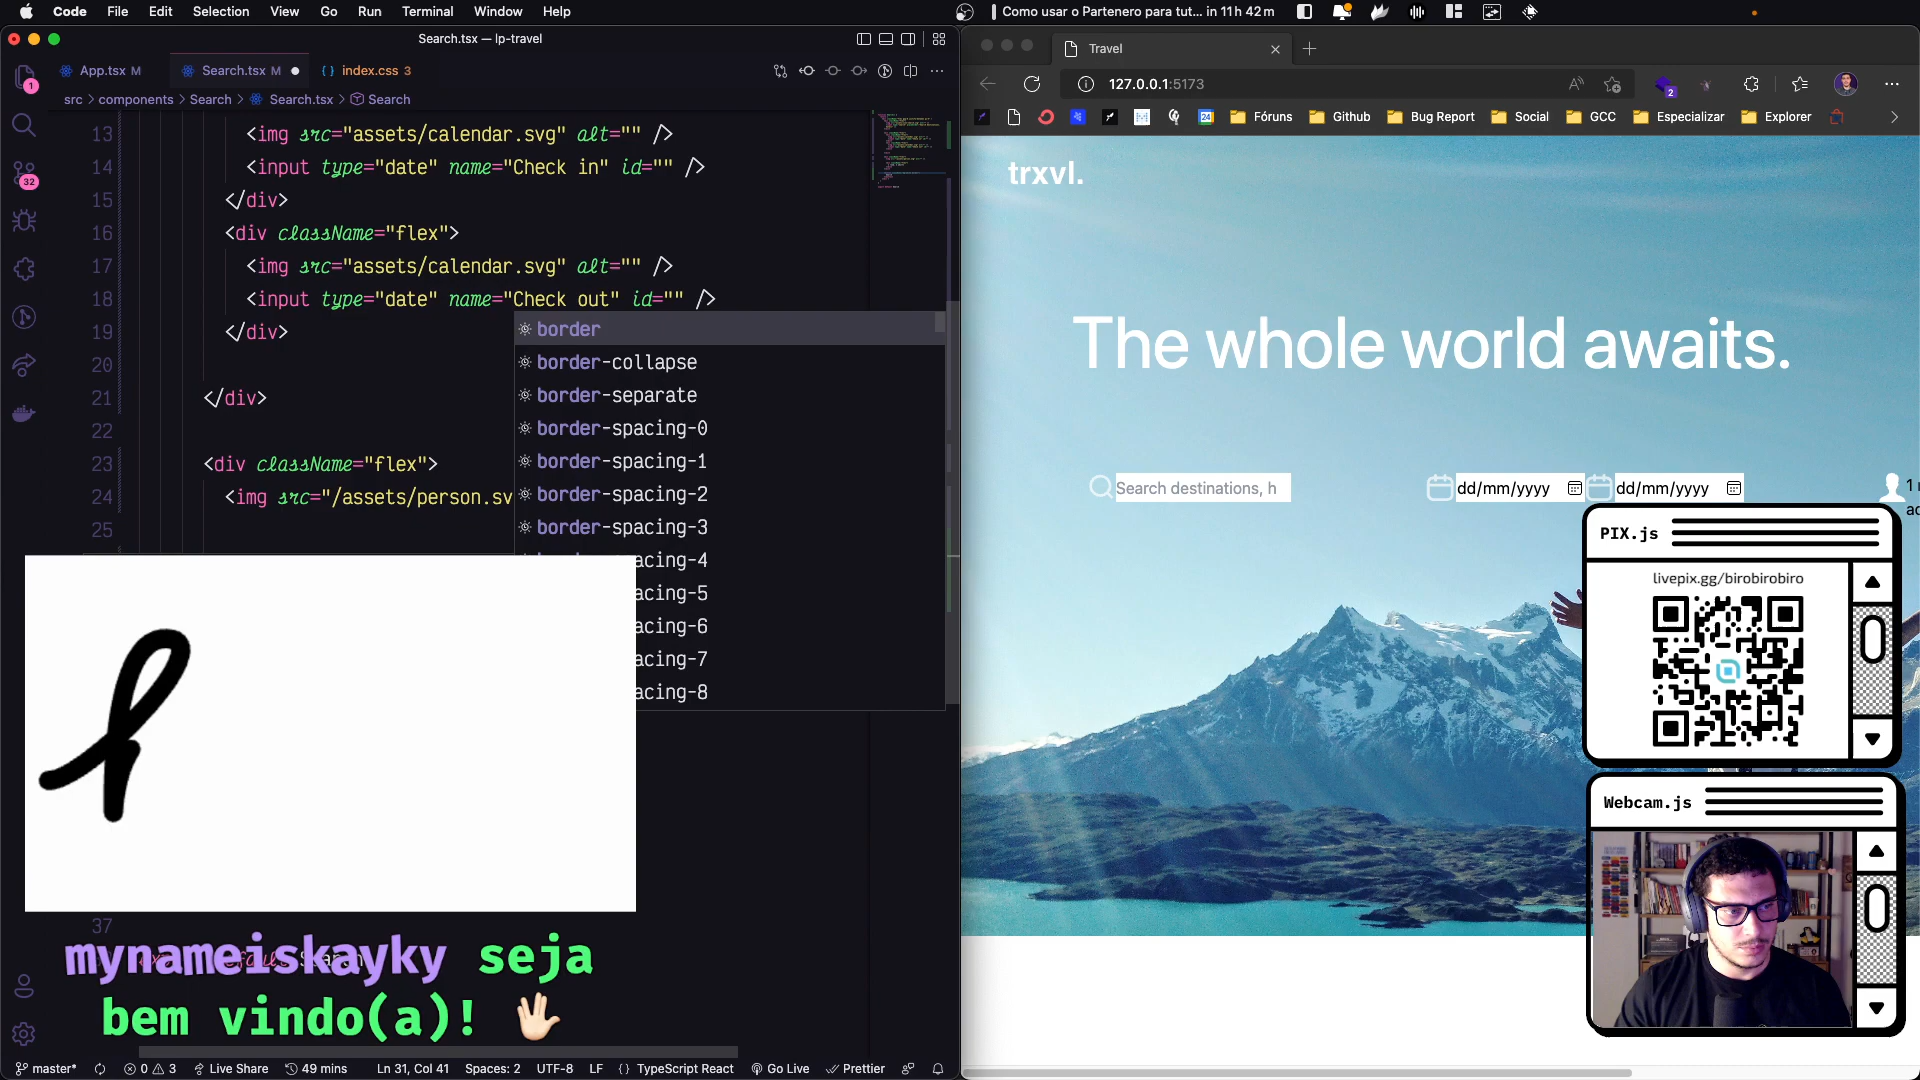 Code File Edit Selection View Go Run Terminal Window Help
Como usar o Partenero para tut... in 11 h 42 m
Search.tsx — lp-travel
App.tsx M Search.tsx M index.css 3
src > components > Search > Search.tsx > Search
13 <img src="assets/calendar.svg" alt="" />
14 <input type="date" name="Check in" id="" />
15 </div>
16 <div className="flex">
17 <img src="assets/calendar.svg" alt="" />
18 <input type="date" name="Check out" id="" />
19 </div>
20
21 </div>
22
23 <div className="flex">
24 <img src="/assets/person.sv
25
border
border-collapse
border-separate
border-spacing-0
border-spacing-1
border-spacing-2
border-spacing-3
acing-4
acing-5
acing-6
acing-7
acing-8
37
mynameiskayky seja
bem vindo(a)!
master* 0 3 Live Share 49 mins Ln 31, Col 41 Spaces: 2 UTF-8 LF {} TypeScript React Go Live Prettier
1
32
Travel
127.0.0.1:5173
2
24 Fóruns Github Bug Report Social GCC Especializar Explorer
trxvl.
The whole world awaits.
Search destinations, h
dd/mm/yyyy dd/mm/yyyy
1
PIX.js
livepix.gg/birobirobiro
Webcam.js